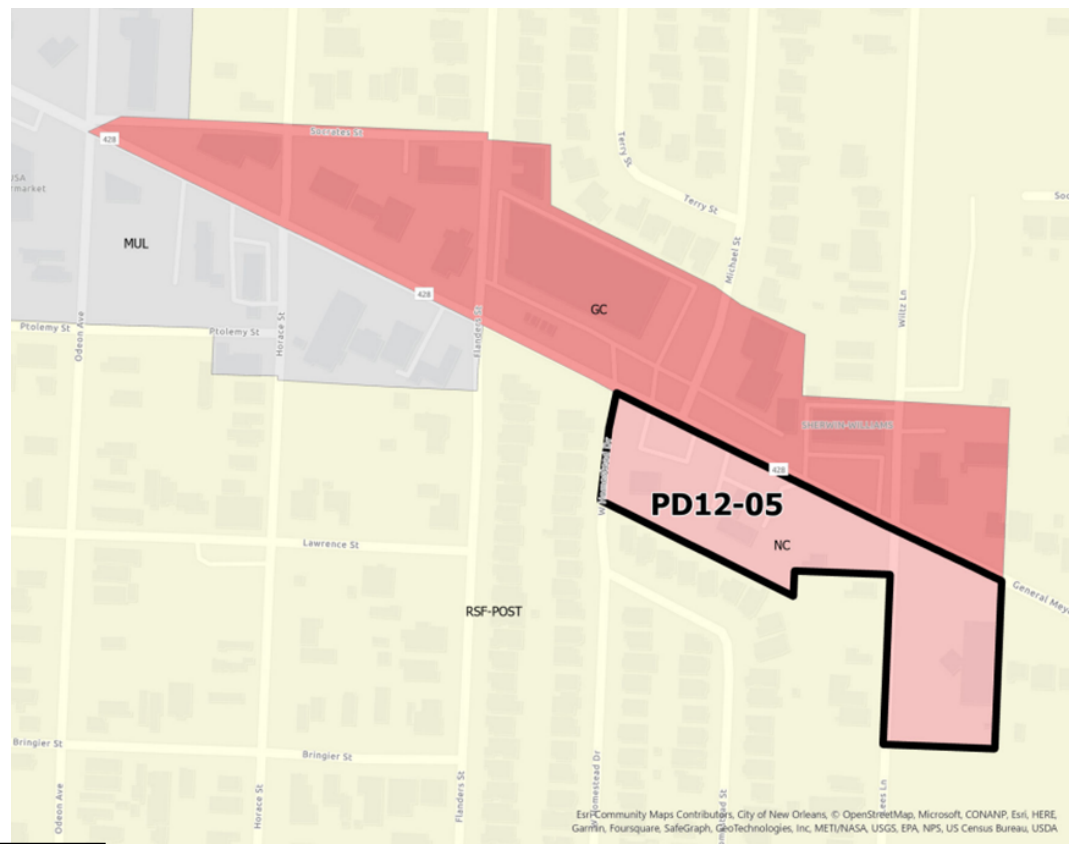 Socrates St
428
USA
market
Terry St
Terry St
Soc
MUL
Michael St
428
GC
Wiltz Ln
Ptolemy St
Ptolemy St
Odeon Ave
Horace St
Flanders St
SHERWIN-WILLIAMS
428
PD12-05
NC
Lawrence St
General Mey
RSF-POST
Bringier St
Bringier St
Odeon Ave
Horace St
Flanders St
W Homestead Dr
Lees Ln
mestead St
Esri Community Maps Contributors, City of New Orleans, © OpenStreetMap, Microsoft, CONANP, Esri, HERE,
Garmin, Foursquare, SafeGraph, GeoTechnologies, Inc, METI/NASA, USGS, EPA, NPS, US Census Bureau, USDA